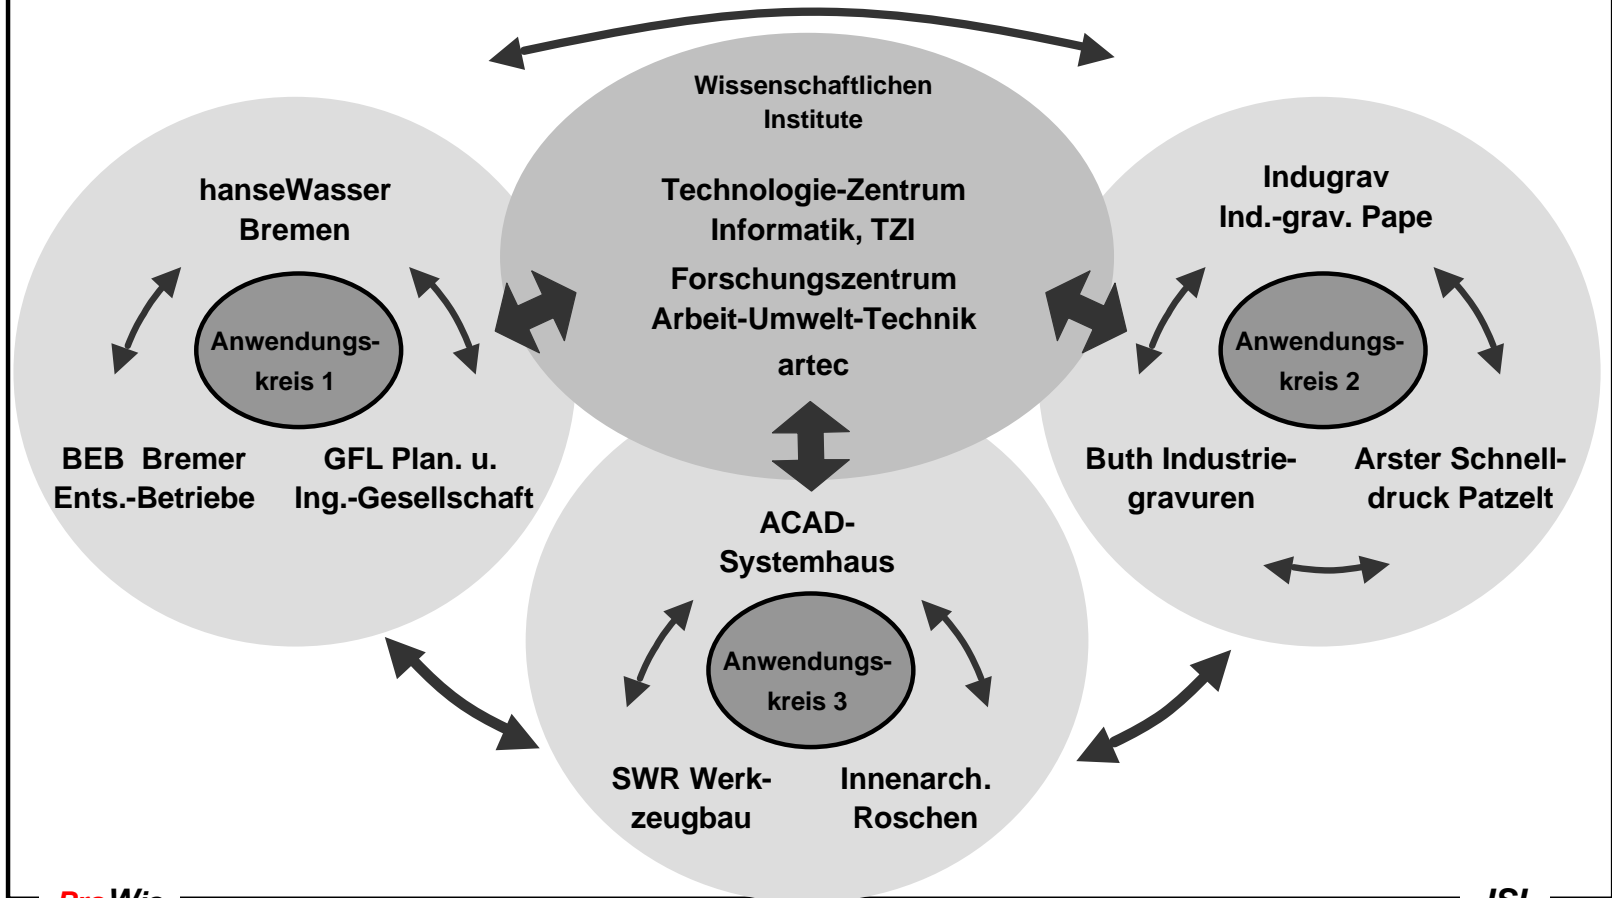 Wissenschaftlichen
Institute
Technologie-Zentrum
Informatik, TZI
Forschungszentrum
Arbeit-Umwelt-Technik
artec
hanseWasser
Bremen
Anwendungs-
kreis 1
BEB Bremer
Ents.-Betriebe
GFL Plan. u.
Ing.-Gesellschaft
Indugrav
Ind.-grav. Pape
Anwendungs-
kreis 2
Buth Industrie-
gravuren
Arster Schnell-
druck Patzelt
ACAD-
Systemhaus
Anwendungs-
kreis 3
SWR Werk-
zeugbau
Innenarch.
Roschen
ProWis
ISI